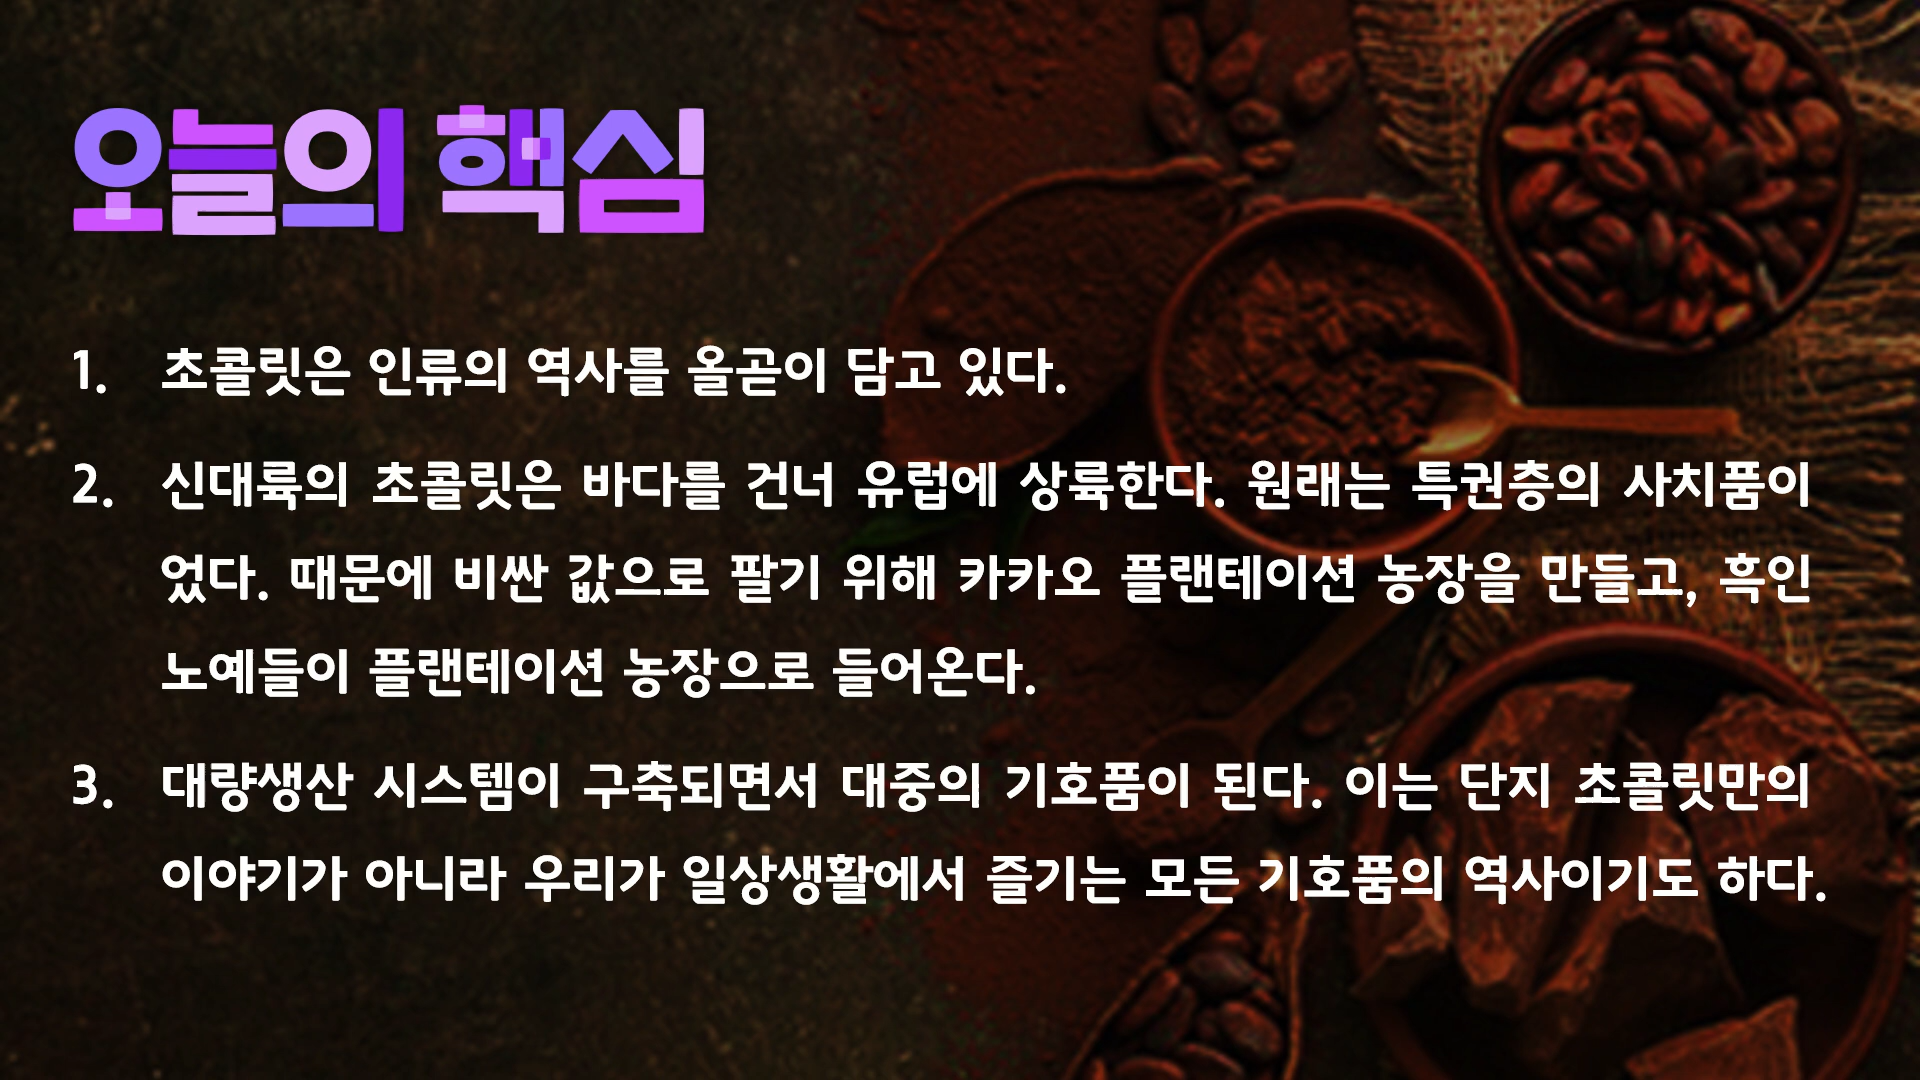 오늘의 핵심
1. 초콜릿은 인류의 역사를 올곧이 담고 있다.
2. 신대륙의 초콜릿은 바다를 건너 유럽에 상륙한다. 원래는 특권층의 사치품이
었다. 때문에 비싼 값으로 팔기 위해 카카오 플랜테이션 농장을 만들고, 흑인
노예들이 플랜테이션 농장으로 들어온다.
3. 대량생산 시스템이 구축되면서 대중의 기호품이 된다. 이는 단지 초콜릿만의
이야기가 아니라 우리가 일상생활에서 즐기는 모든 기호품의 역사이기도 하다.